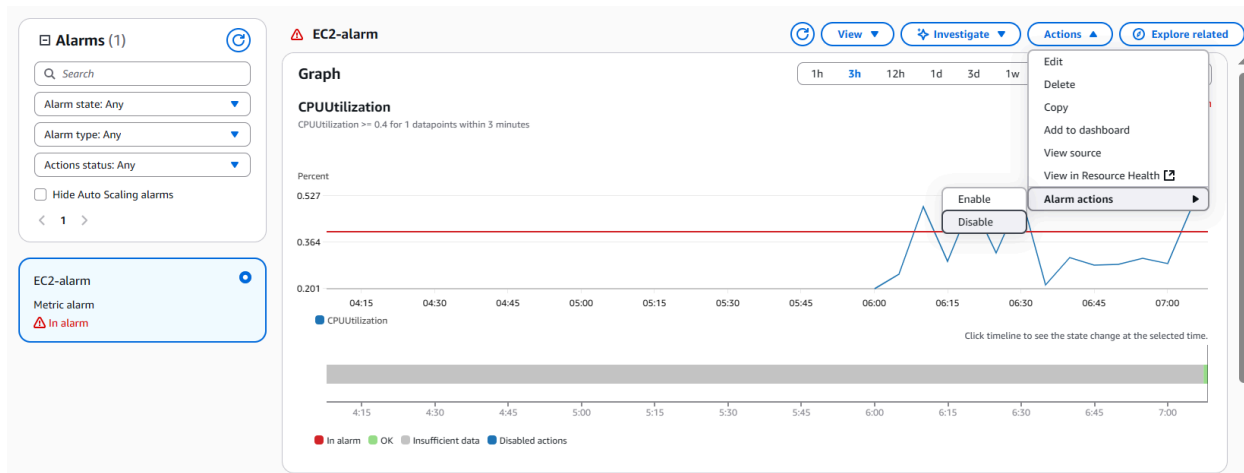 Alarms (1)
Search
Alarm state: Any
Alarm type: Any
Actions status: Any
Hide Auto Scaling alarms
1
EC2-alarm
Metric alarm
In alarm
EC2-alarm
View
Investigate
Actions
Explore related
Graph
1h 3h 12h 1d 3d 1w
Edit
Delete
Copy
Add to dashboard
View source
View in Resource Health
Alarm actions
Enable
Disable
CPUUtilization
CPUUtilization >= 0.4 for 1 datapoints within 3 minutes
Percent
0.527
0.364
0.201
04:15 04:30 04:45 05:00 05:15 05:30 05:45 06:00 06:15 06:30 06:45 07:00
CPUUtilization
Click timeline to see the state change at the selected time.
4:15 4:30 4:45 5:00 5:15 5:30 5:45 6:00 6:15 6:30 6:45 7:00
In alarm OK Insufficient data Disabled actions